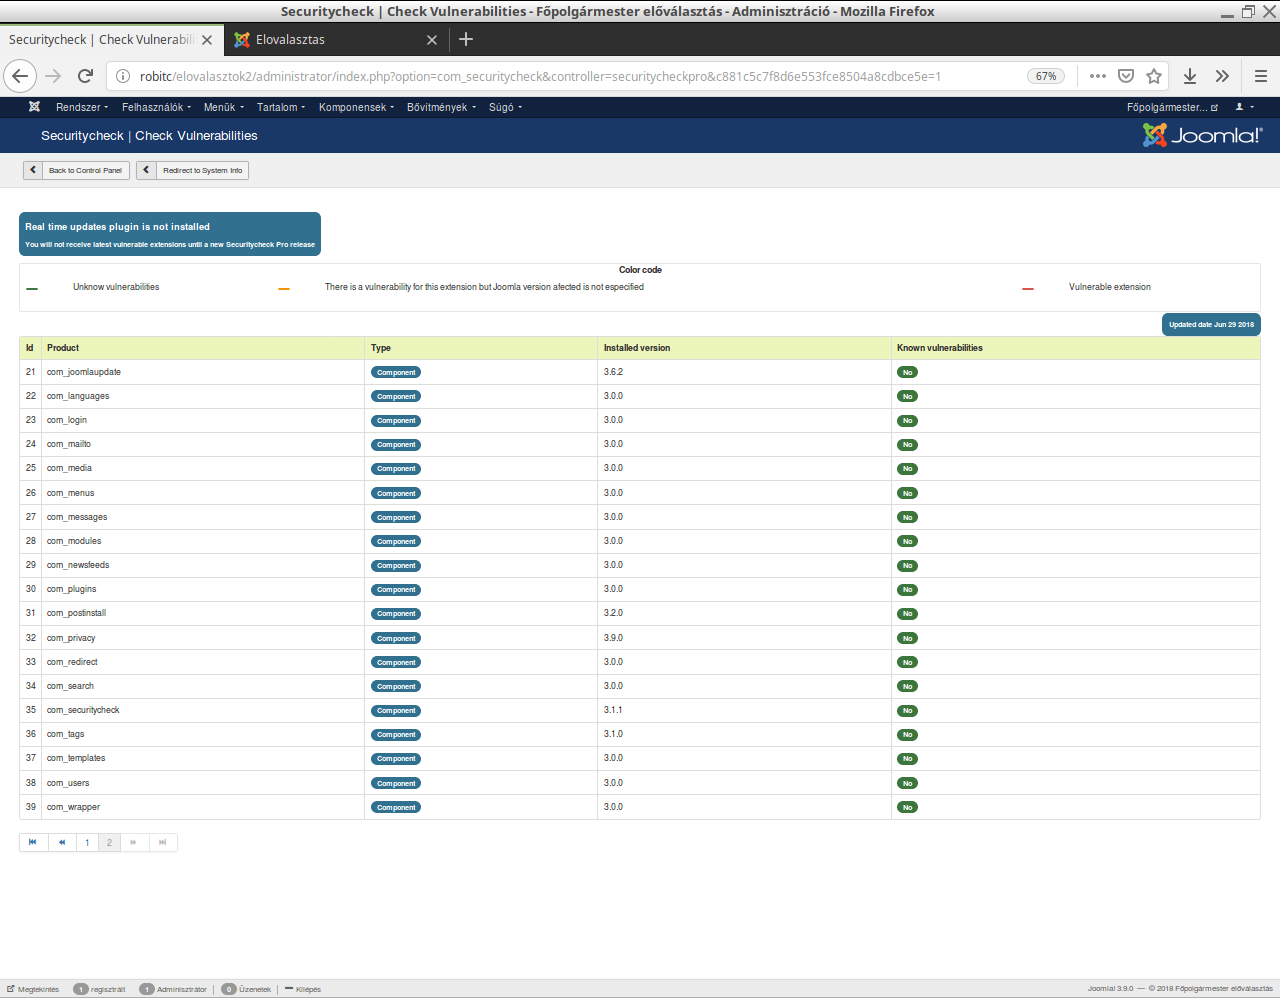 Securitycheck | Check Vulnerabilities - Főpolgármester előválasztás - Adminisztráció - Mozilla Firefox
Securitycheck | Check Vulnerabili
Elovalasztas
robitc/elovalasztok2/administrator/index.php?option=com_securitycheck&controller=securitycheckpro&c881c5c7f8d6e553fce8504a8cdbce5e=1
67%
Rendszer Felhasználók Menük Tartalom Komponensek Bővítmények Súgó Főpolgármester...
Securitycheck | Check Vulnerabilities
Joomla!®
Back to Control Panel
Redirect to System Info
Real time updates plugin is not installed
You will not receive latest vulnerable extensions until a new Securitycheck Pro release
Color code
Unknow vulnerabilities
There is a vulnerability for this extension but Joomla version afected is not especified
Vulnerable extension
Updated date Jun 29 2018
Id Product Type Installed version Known vulnerabilities
21 com_joomlaupdate Component 3.6.2 No
22 com_languages Component 3.0.0 No
23 com_login Component 3.0.0 No
24 com_mailto Component 3.0.0 No
25 com_media Component 3.0.0 No
26 com_menus Component 3.0.0 No
27 com_messages Component 3.0.0 No
28 com_modules Component 3.0.0 No
29 com_newsfeeds Component 3.0.0 No
30 com_plugins Component 3.0.0 No
31 com_postinstall Component 3.2.0 No
32 com_privacy Component 3.9.0 No
33 com_redirect Component 3.0.0 No
34 com_search Component 3.0.0 No
35 com_securitycheck Component 3.1.1 No
36 com_tags Component 3.1.0 No
37 com_templates Component 3.0.0 No
38 com_users Component 3.0.0 No
39 com_wrapper Component 3.0.0 No
1 2
Megtekintés 1 regisztrált 1 Adminisztrátor 0 Üzenetek Kilépés
Joomla! 3.9.0 — © 2018 Főpolgármester előválasztás